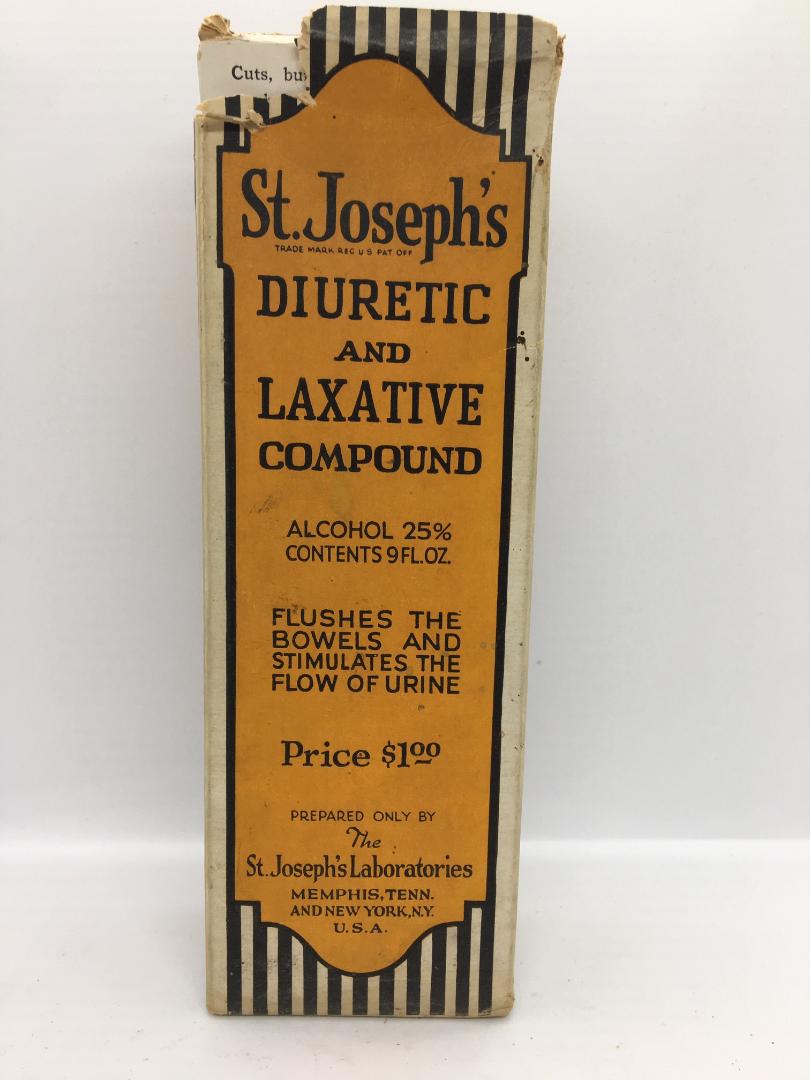 Cuts, bu
St. Joseph's
TRADE MARK REG U S PAT OFF
DIURETIC
AND
LAXATIVE
COMPOUND
ALCOHOL 25%
CONTENTS 9 FL.OZ.
FLUSHES THE
BOWELS AND
STIMULATES THE
FLOW OF URINE
Price $1.00
PREPARED ONLY BY
The
St. Joseph's Laboratories
MEMPHIS, TENN.
AND NEW YORK, N.Y.
U.S.A.